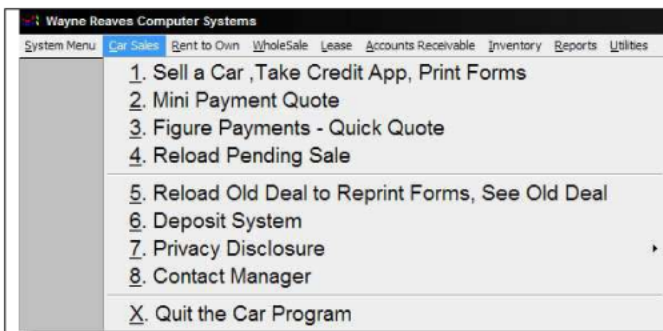 Wayne Reaves Computer Systems
System Menu Car Sales Rent to Own WholeSale Lease Accounts Receivable Inventory Reports Utilities
1. Sell a Car ,Take Credit App, Print Forms
2. Mini Payment Quote
3. Figure Payments - Quick Quote
4. Reload Pending Sale
5. Reload Old Deal to Reprint Forms, See Old Deal
6. Deposit System
7. Privacy Disclosure
8. Contact Manager
X. Quit the Car Program